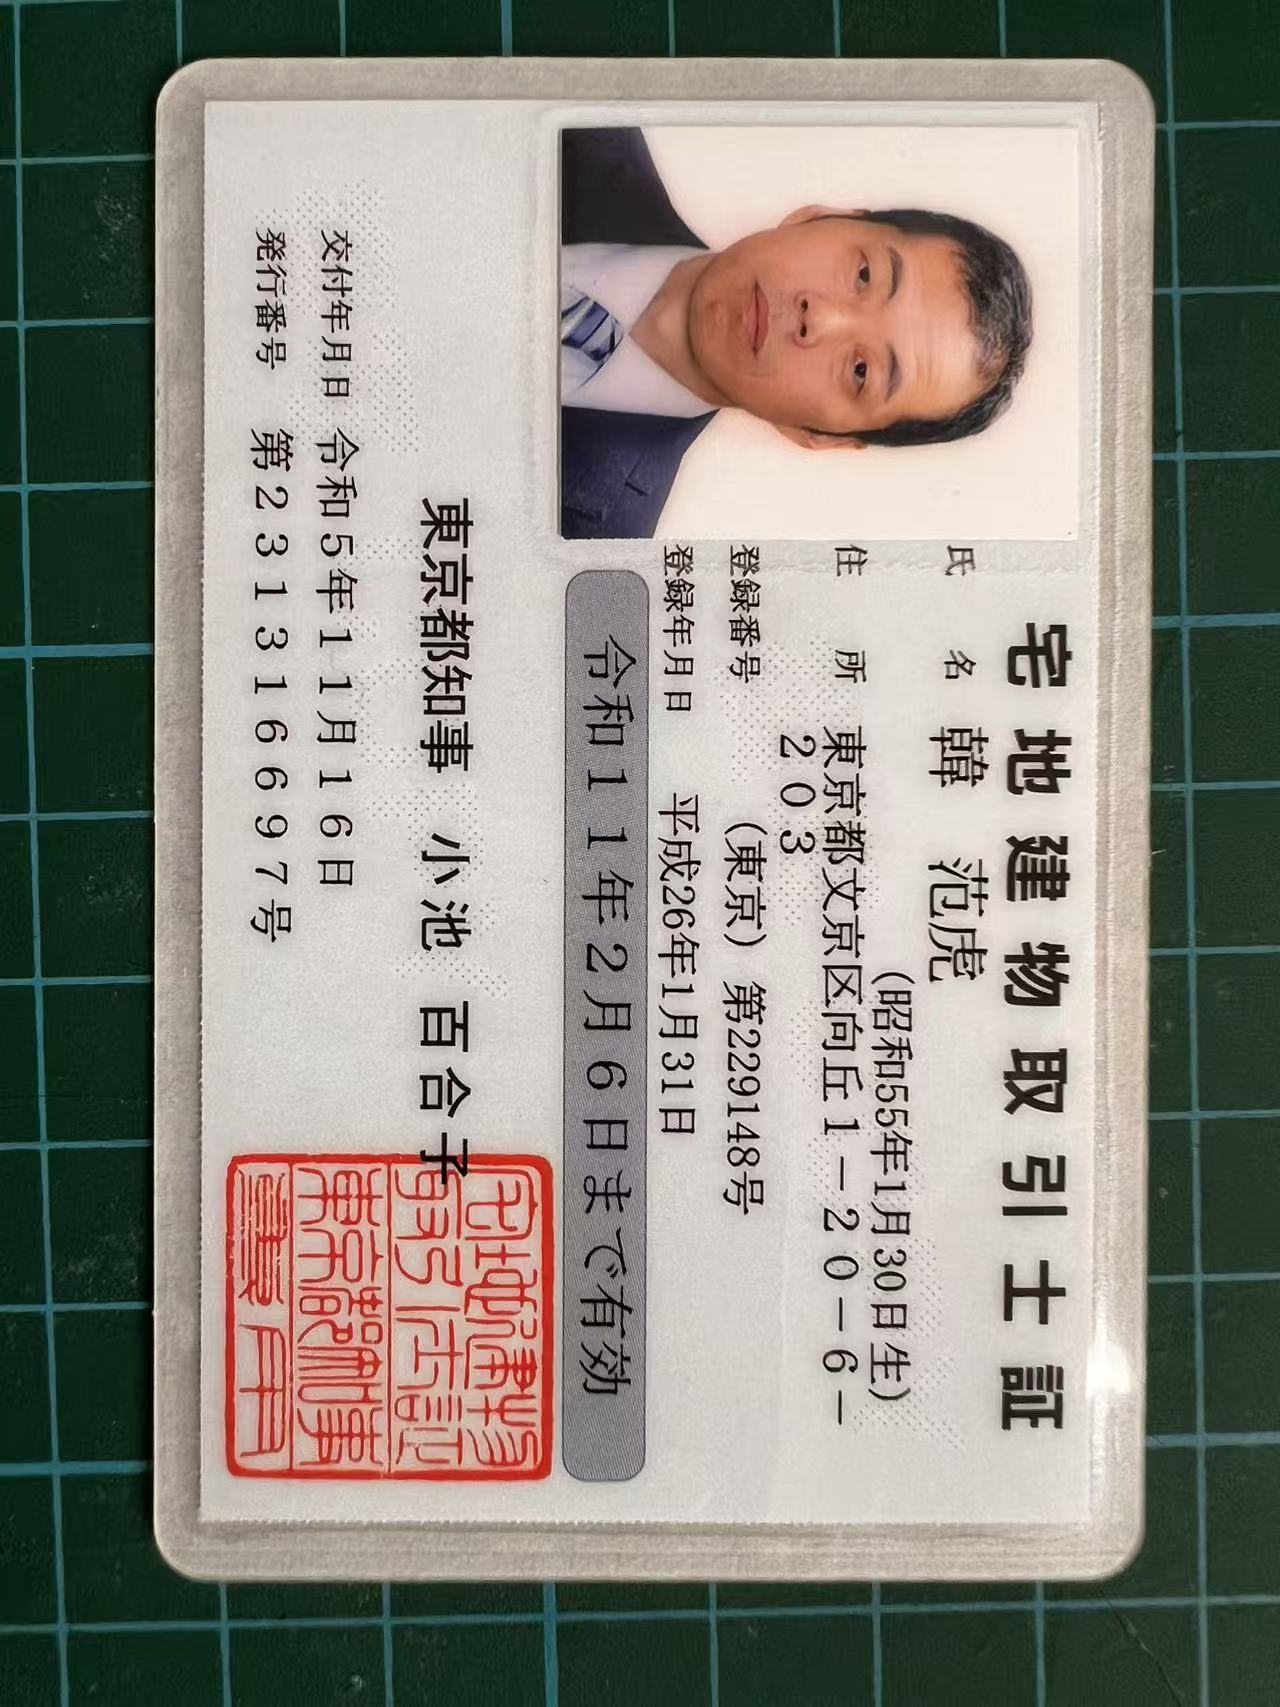 宅地建物取引士証
氏名 韓 范虎
(昭和55年1月30日生)
住所 東京都文京区向丘1-20-6-
203
登録番号 (東京)第229148号
登録年月日 平成26年1月31日
令和11年2月6日まで有効
東京都知事 小池 百合子
交付年月日 令和5年11月16日
発行番号 第23131669７号